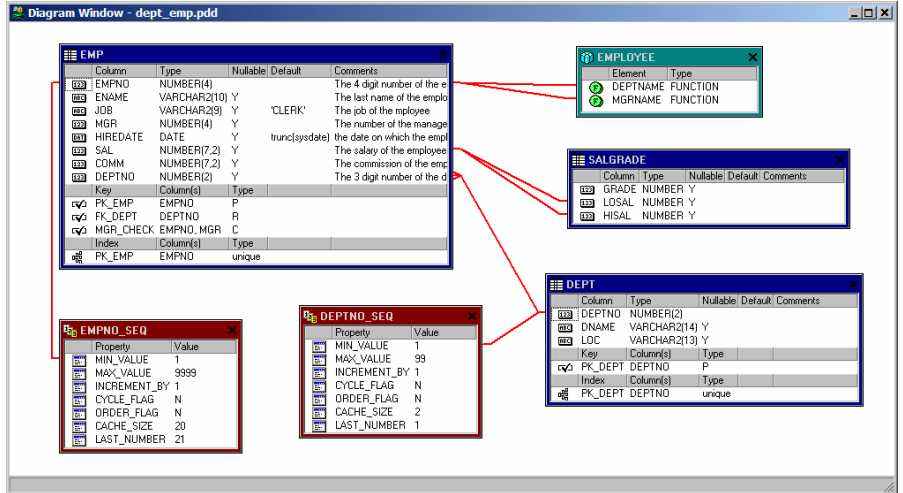 Diagram Window - dept_emp.pdd
EMP
Column Type Nullable Default Comments
EMPNO NUMBER(4) The 4 digit number of the e
ENAME VARCHAR2(10) Y The last name of the emplo
JOB VARCHAR2(9) Y 'CLERK' The job of the mployee
MGR NUMBER(4) Y The number of the manage
HIREDATE DATE Y trunc(sysdate) the date on which the empl
SAL NUMBER(7,2) Y The salary of the employee
COMM NUMBER(7,2) Y The commission of the emp
DEPTNO NUMBER(2) Y The 3 digit number of the d
Key Column(s) Type
PK_EMP EMPNO P
FK_DEPT DEPTNO R
MGR_CHECK EMPNO, MGR C
Index Column(s) Type
PK_EMP EMPNO unique
EMPLOYEE
Element Type
DEPTNAME FUNCTION
MGRNAME FUNCTION
SALGRADE
Column Type Nullable Default Comments
GRADE NUMBER Y
LOSAL NUMBER Y
HISAL NUMBER Y
DEPT
Column Type Nullable Default Comments
DEPTNO NUMBER(2)
DNAME VARCHAR2(14) Y
LOC VARCHAR2(13) Y
Key Column(s) Type
PK_DEPT DEPTNO P
Index Column(s) Type
PK_DEPT DEPTNO unique
EMPNO_SEQ
Property Value
MIN_VALUE 1
MAX_VALUE 9999
INCREMENT_BY 1
CYCLE_FLAG N
ORDER_FLAG N
CACHE_SIZE 20
LAST_NUMBER 21
DEPTNO_SEQ
Property Value
MIN_VALUE 1
MAX_VALUE 99
INCREMENT_BY 1
CYCLE_FLAG N
ORDER_FLAG N
CACHE_SIZE 2
LAST_NUMBER 1